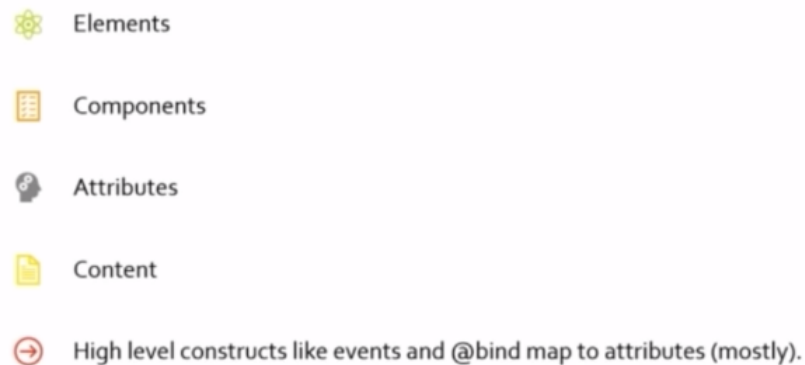 Elements
Components
Attributes
Content
High level constructs like events and @bind map to attributes (mostly).